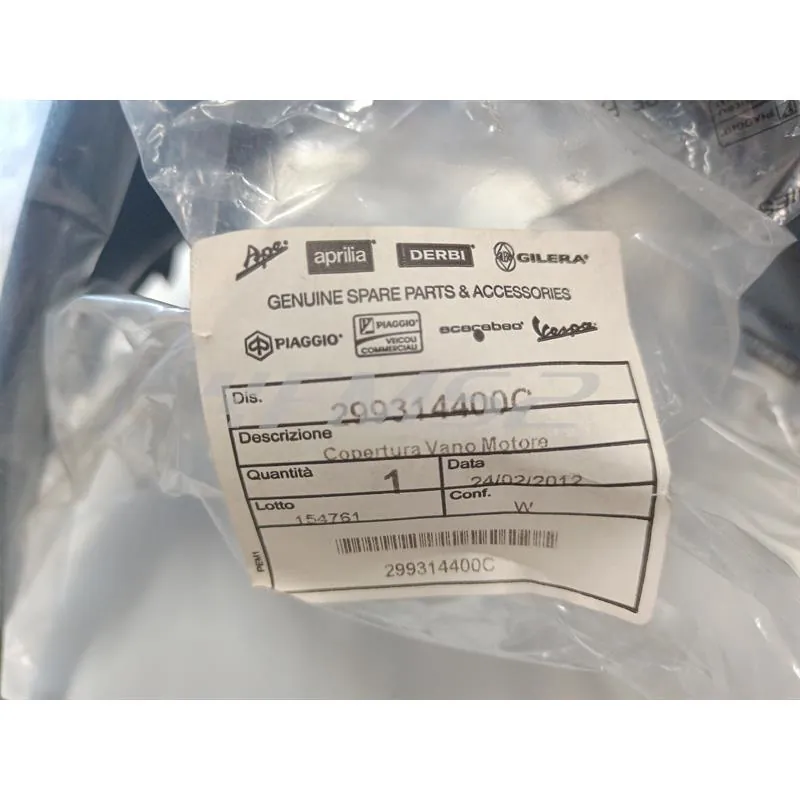 Ape.
aprilia
DERBI
GILERA
GENUINE SPARE PARTS & ACCESSORIES
PIAGGIO
PIAGGIO
VEICOLI
COMMERCIALI
scarabeo
Vespa
Dis.
299314400C
Descrizione
Copertura Vano Motore
Quantità
1
Data
24/02/2012
Lotto
154761
Conf.
W
299314400C
PIEM1